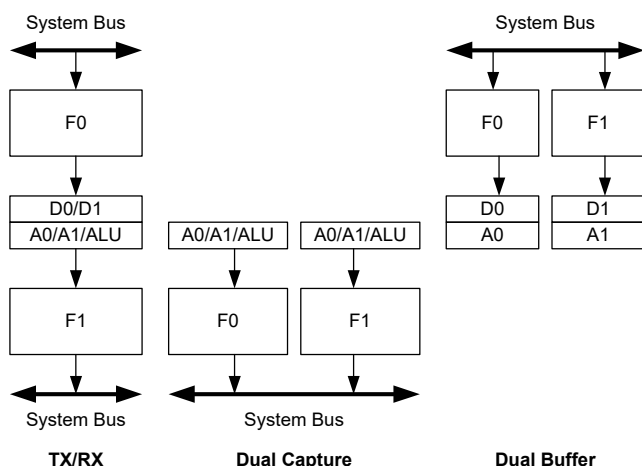 System Bus
System Bus
F0
F0
F1
D0/D1
D0
D1
A0/A1/ALU
A0/A1/ALU
A0/A1/ALU
A0
A1
F1
F0
F1
System Bus
System Bus
TX/RX
Dual Capture
Dual Buffer